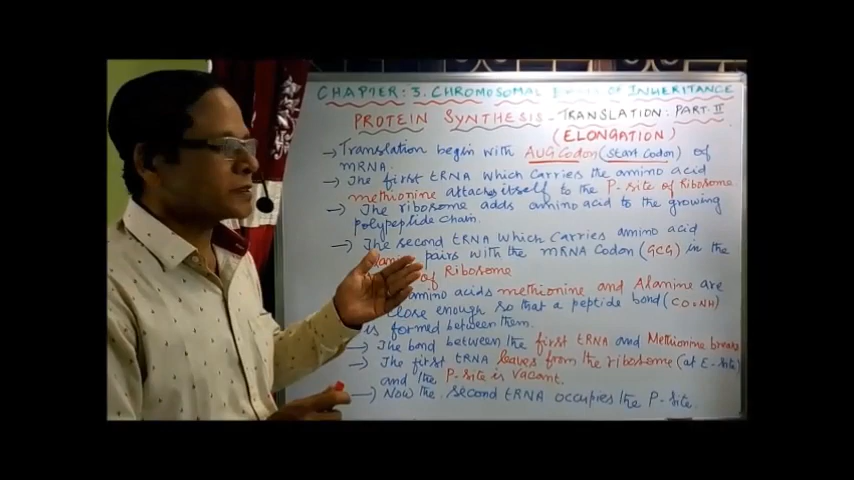 CHAPTER: 3. CHROMOSOMAL OF INHERITANCE
PROTEIN SYNTHESIS - TRANSLATION: PART-II
(ELONGATION)
→ Translation begin with AUG Codon (start Codon) of
mRNA.
→ The first tRNA which carries the amino acid
methionine attaches itself to the P-site of Ribosome
→ The ribosome adds amino acid to the growing
polypeptide chain.
→ The second tRNA which carries amino acid
pairs with the mRNA Codon (GCG) in the
of Ribosome
amino acids methionine and Alanine are
close enough so that a peptide bond (CO-NH)
is formed between them.
→ The bond between the first tRNA and Methionine breaks
→ The first tRNA leaves from the ribosome (at E-site)
and the P-site is vacant.
→ Now the second tRNA occupies the P-site.